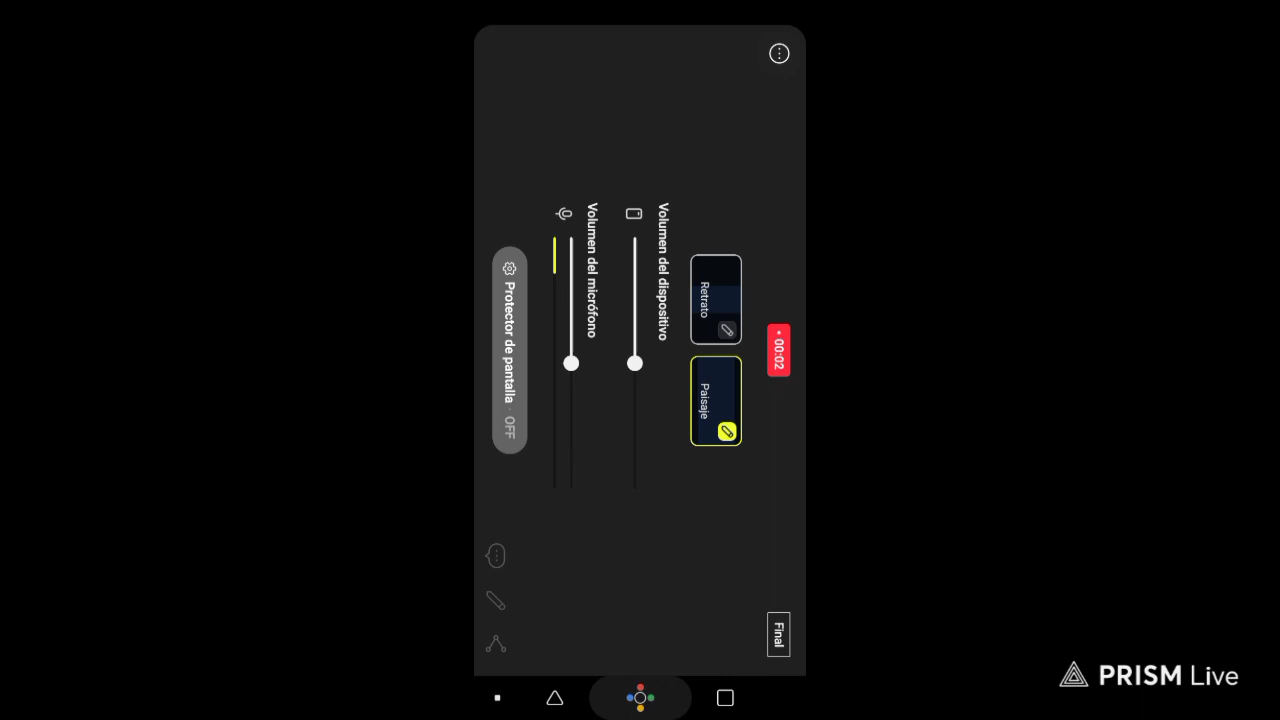 • 00:02
Final
Retrato
Paisaje
Volumen del dispositivo
Volumen del micrófono
Protector de pantalla · OFF
PRISM Live